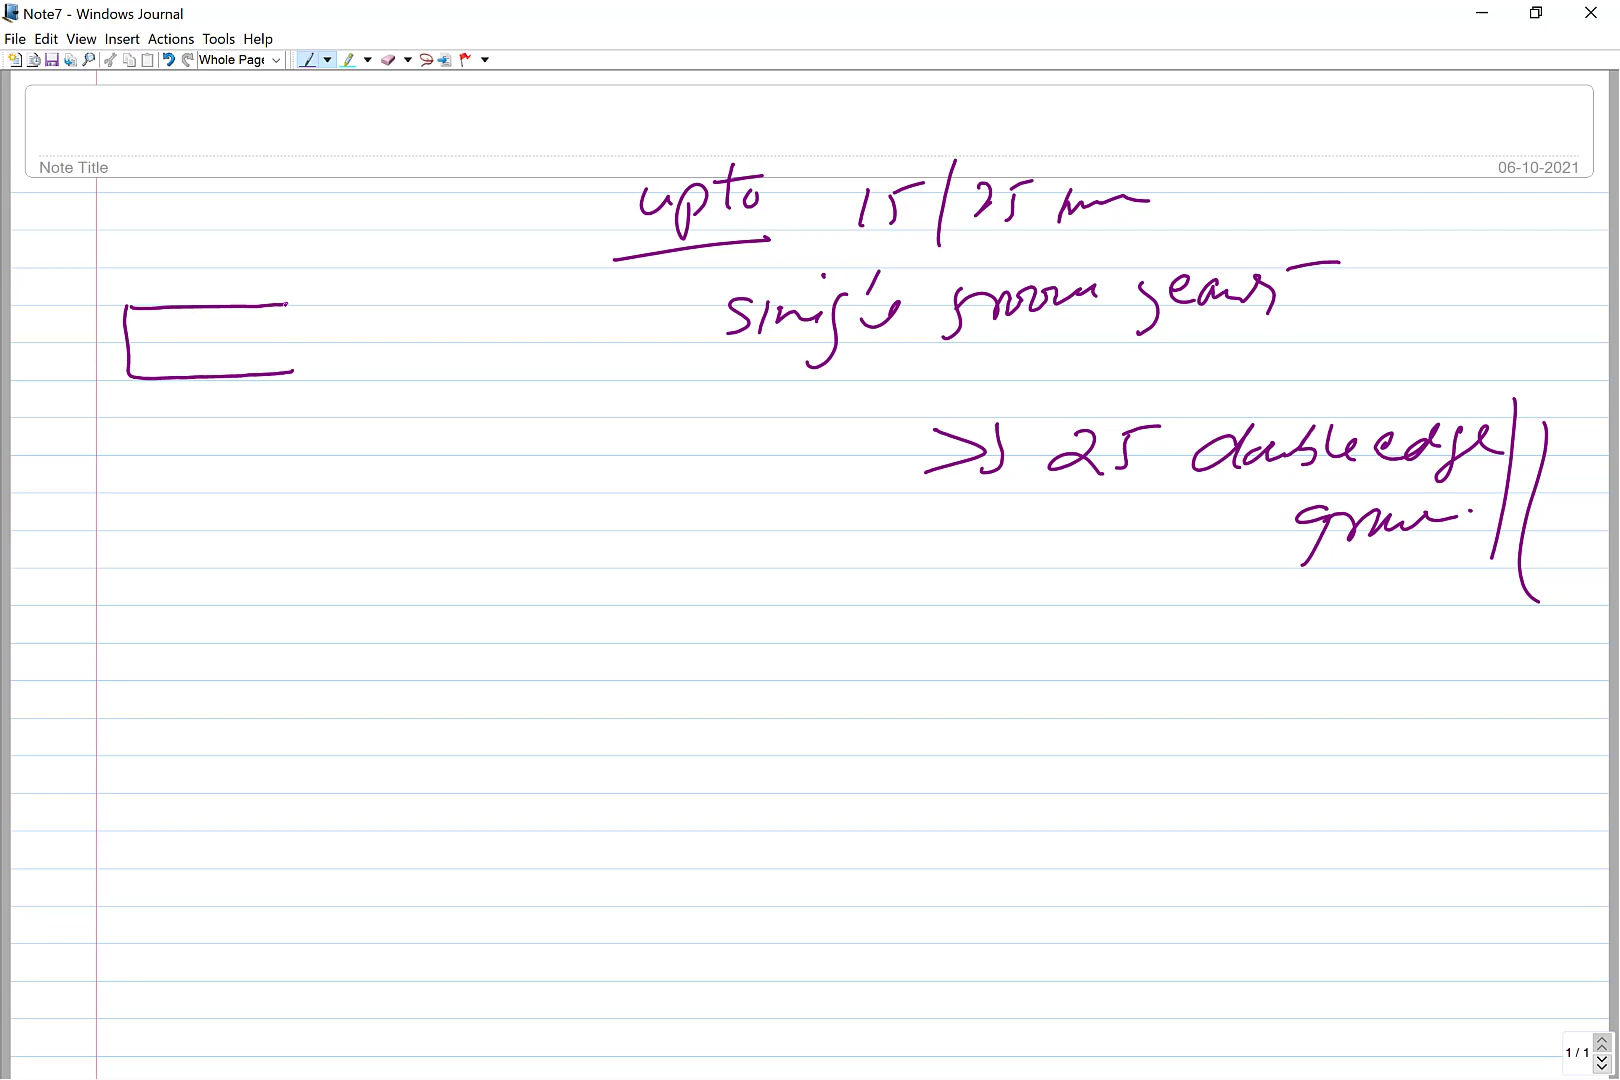 Note7 - Windows Journal
File Edit View Insert Actions Tools Help
Whole Page
Note Title
06-10-2021
upto 15/25 mm
single groove
>> 25 double edge
groove
1 / 1